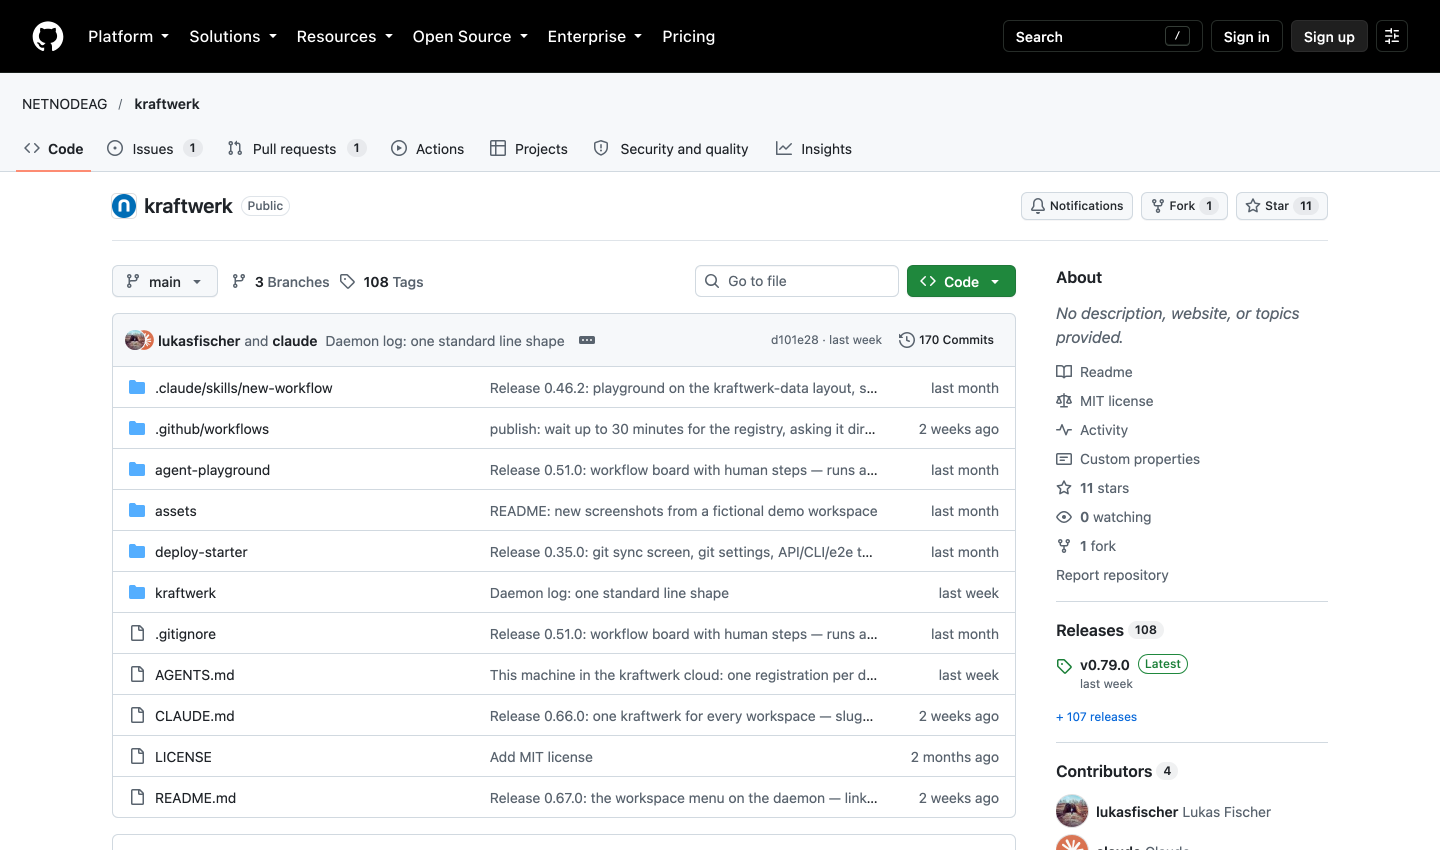 Platform Solutions Resources Open Source Enterprise Pricing Search / Sign in Sign up
NETNODEAG / kraftwerk
Code Issues 1 Pull requests 1 Actions Projects Security and quality Insights
kraftwerk Public Notifications Fork 1 Star 11
main 3 Branches 108 Tags Go to file Code
lukasfischer and claude Daemon log: one standard line shape d101e28 · last week 170 Commits
.claude/skills/new-workflow Release 0.46.2: playground on the kraftwerk-data layout, s… last month
.github/workflows publish: wait up to 30 minutes for the registry, asking it dir… 2 weeks ago
agent-playground Release 0.51.0: workflow board with human steps — runs a… last month
assets README: new screenshots from a fictional demo workspace last month
deploy-starter Release 0.35.0: git sync screen, git settings, API/CLI/e2e t… last month
kraftwerk Daemon log: one standard line shape last week
.gitignore Release 0.51.0: workflow board with human steps — runs a… last month
AGENTS.md This machine in the kraftwerk cloud: one registration per d… last week
CLAUDE.md Release 0.66.0: one kraftwerk for every workspace — slug… 2 weeks ago
LICENSE Add MIT license 2 months ago
README.md Release 0.67.0: the workspace menu on the daemon — link… 2 weeks ago
About
No description, website, or topics
provided.
Readme
MIT license
Activity
Custom properties
11 stars
0 watching
1 fork
Report repository
Releases 108
v0.79.0 Latest
last week
+ 107 releases
Contributors 4
lukasfischer Lukas Fischer
claude Claude